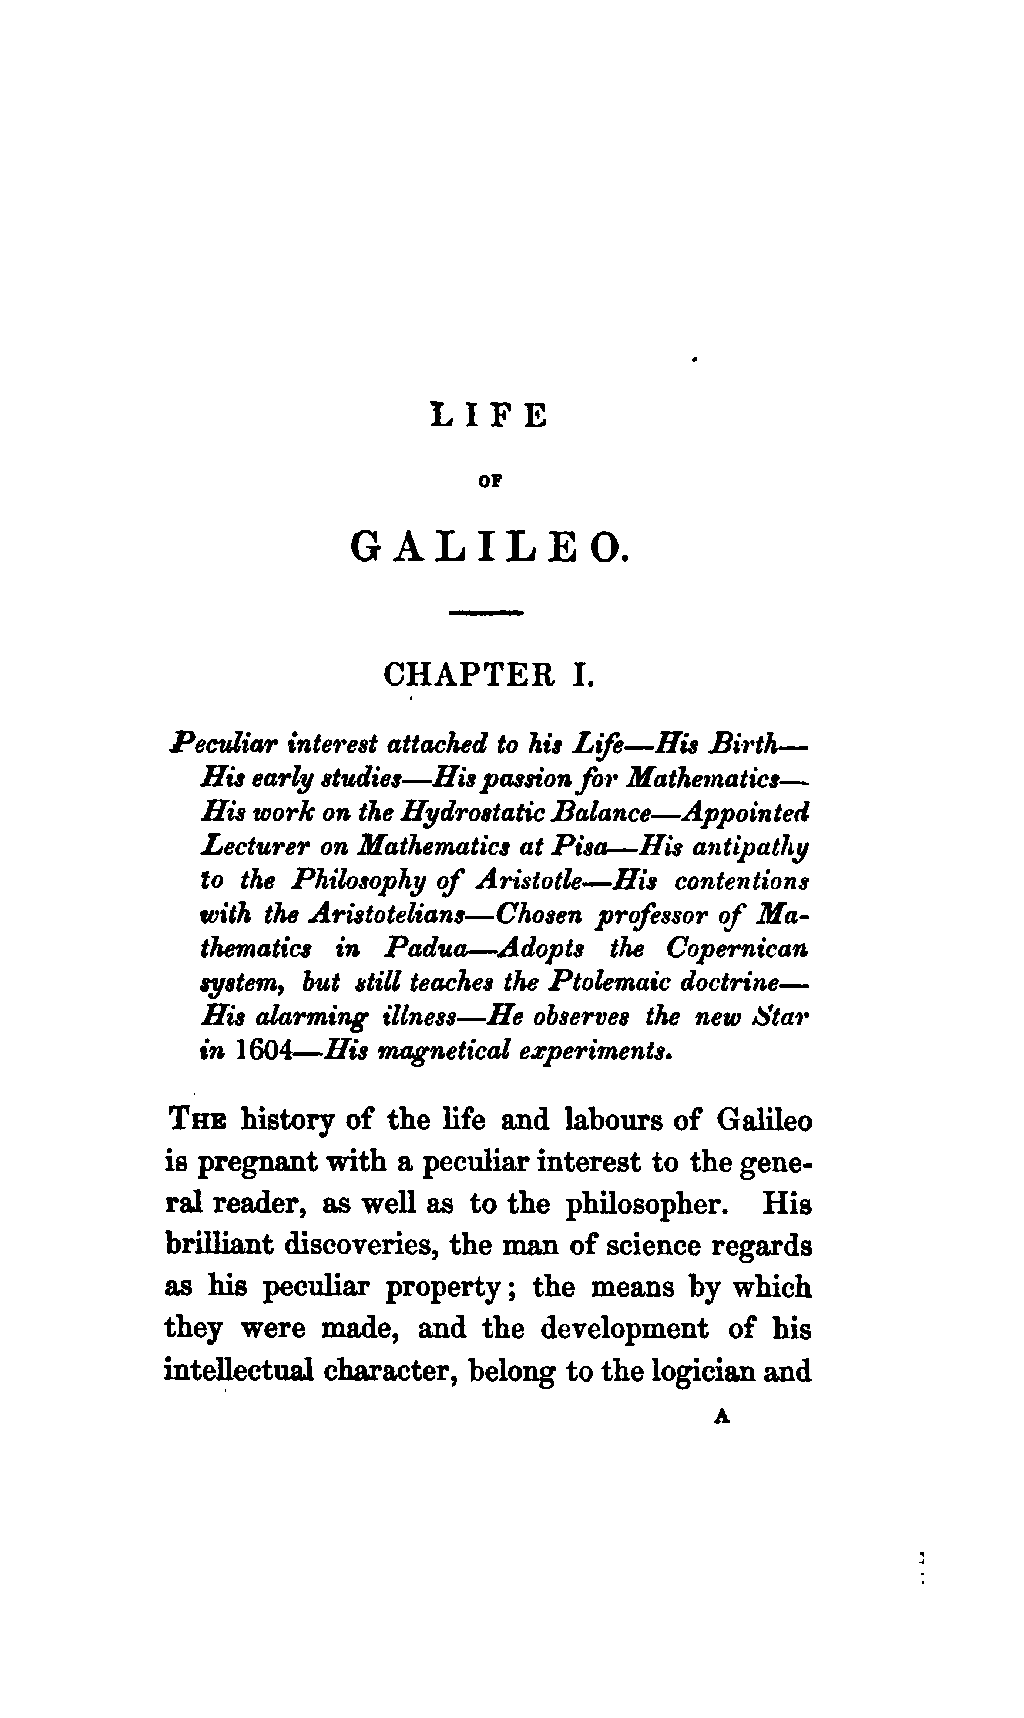 LIFE
OF
GALILEO.
CHAPTER I.
Peculiar interest attached to his Life—His Birth—
His early studies—His passion for Mathematics—
His work on the Hydrostatic Balance—Appointed
Lecturer on Mathematics at Pisa—His antipathy
to the Philosophy of Aristotle—His contentions
with the Aristotelians—Chosen professor of Ma-
thematics in Padua—Adopts the Copernican
system, but still teaches the Ptolemaic doctrine—
His alarming illness—He observes the new Star
in 1604—His magnetical experiments.
THE history of the life and labours of Galileo
is pregnant with a peculiar interest to the gene-
ral reader, as well as to the philosopher. His
brilliant discoveries, the man of science regards
as his peculiar property; the means by which
they were made, and the development of his
intellectual character, belong to the logician and
A